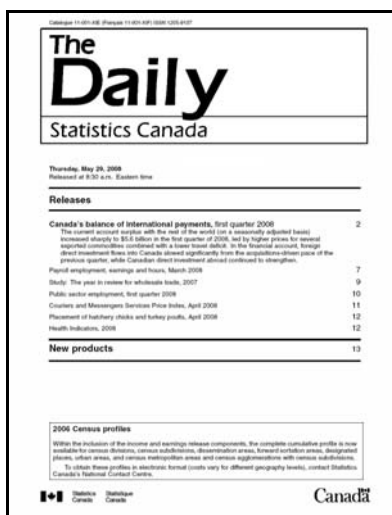 Catalogue 11-001-XIE (Français 11-001-XIF) ISSN 1205-9137
The
Daily
Statistics Canada
Thursday, May 29, 2008
Released at 8:30 a.m. Eastern time
Releases
Canada's balance of international payments, first quarter 2008 2
The current account surplus with the rest of the world (on a seasonally adjusted basis)
increased sharply to $5.6 billion in the first quarter of 2008, led by higher prices for several
exported commodities combined with a lower travel deficit. In the financial account, foreign
direct investment flows into Canada slowed significantly from the acquisitions-driven pace of the
previous quarter, while Canadian direct investment abroad continued to strengthen.
Payroll employment, earnings and hours, March 2008 7
Study: The year in review for wholesale trade, 2007 9
Public sector employment, first quarter 2008 10
Couriers and Messengers Services Price Index, April 2008 11
Placement of hatchery chicks and turkey poults, April 2008 12
Health Indicators, 2008 12
New products 13
2006 Census profiles
Within the inclusion of the income and earnings release components, the complete cumulative profile is now
available for census divisions, census subdivisions, dissemination areas, forward sortation areas, designated
places, urban areas, and census metropolitan areas and census agglomerations with census subdivisions.
To obtain these profiles in electronic format (costs vary for different geography levels), contact Statistics
Canada's National Contact Centre.
Statistics Statistique
Canada Canada
Canada